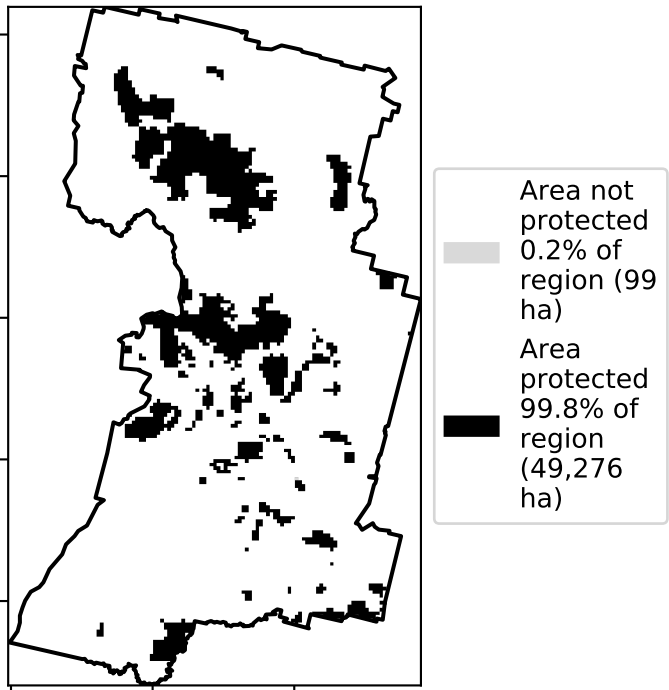 Area not
protected
0.2% of
region (99
ha)
Area
protected
99.8% of
region
(49,276
ha)